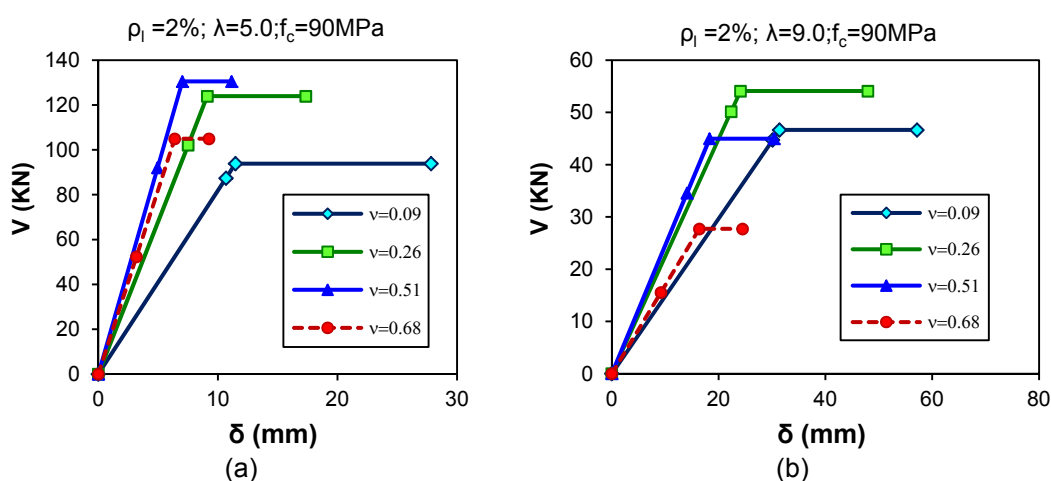 ρl =2%; λ=5.0;fc=90MPa
140
120
100
80
60
40
20
0
V (KN)
ν=0.09
ν=0.26
ν=0.51
ν=0.68
0 10 20 30
δ (mm)
(a)
ρl =2%; λ=9.0;fc=90MPa
60
50
40
30
20
10
0
V (KN)
ν=0.09
ν=0.26
ν=0.51
ν=0.68
0 20 40 60 80
δ (mm)
(b)